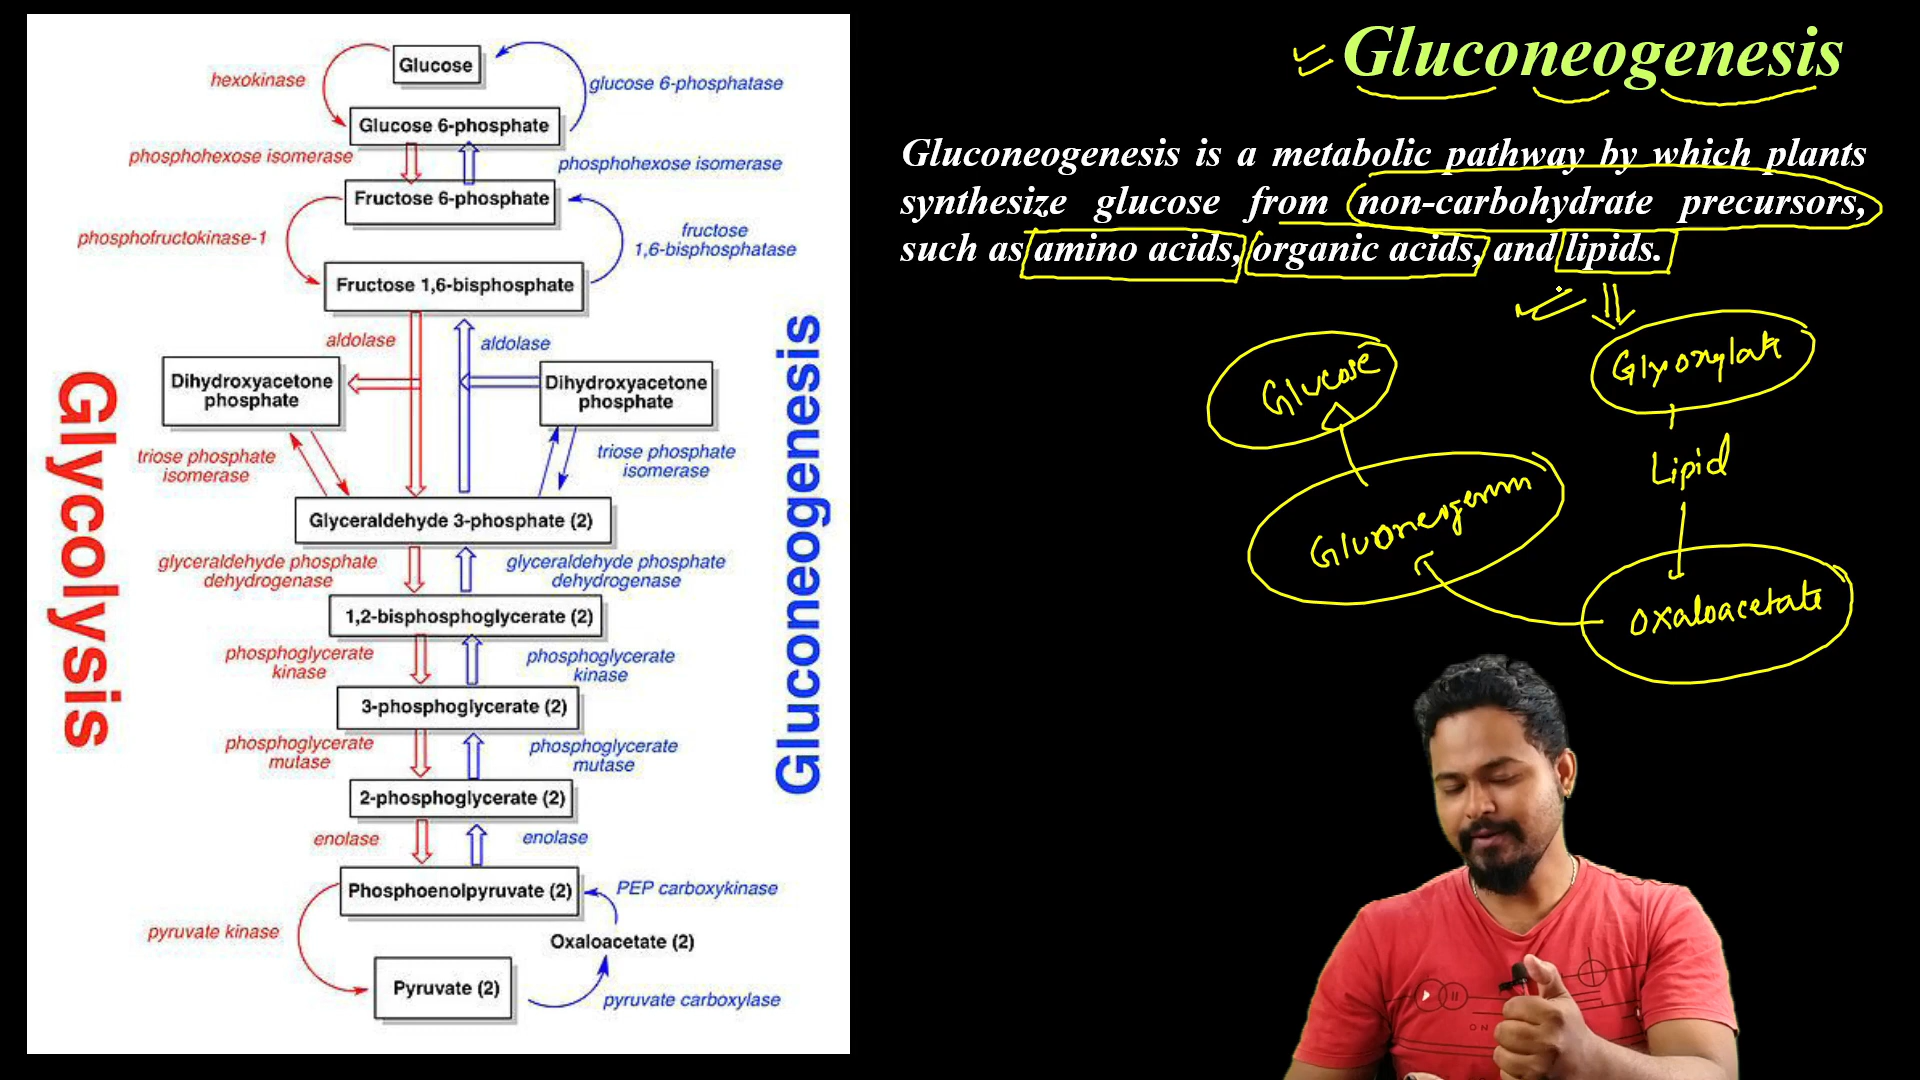 Gluconeogenesis
Gluconeogenesis is a metabolic pathway by which plants
synthesize glucose from non-carbohydrate precursors,
such as amino acids, organic acids, and lipids.
Glucose
hexokinase
glucose 6-phosphatase
Glucose 6-phosphate
phosphohexose isomerase
phosphohexose isomerase
Fructose 6-phosphate
phosphofructokinase-1
fructose
1,6-bisphosphatase
Fructose 1,6-bisphosphate
aldolase
aldolase
Dihydroxyacetone
phosphate
Dihydroxyacetone
phosphate
triose phosphate
isomerase
triose phosphate
isomerase
Glyceraldehyde 3-phosphate (2)
glyceraldehyde phosphate
dehydrogenase
glyceraldehyde phosphate
dehydrogenase
1,2-bisphosphoglycerate (2)
phosphoglycerate
kinase
phosphoglycerate
kinase
3-phosphoglycerate (2)
phosphoglycerate
mutase
phosphoglycerate
mutase
2-phosphoglycerate (2)
enolase
enolase
Phosphoenolpyruvate (2)
PEP carboxykinase
pyruvate kinase
Oxaloacetate (2)
Pyruvate (2)
pyruvate carboxylase
Glycolysis
Gluconeogenesis
Glyoxylate
Glucose
Lipid
Oxaloacetate
ON